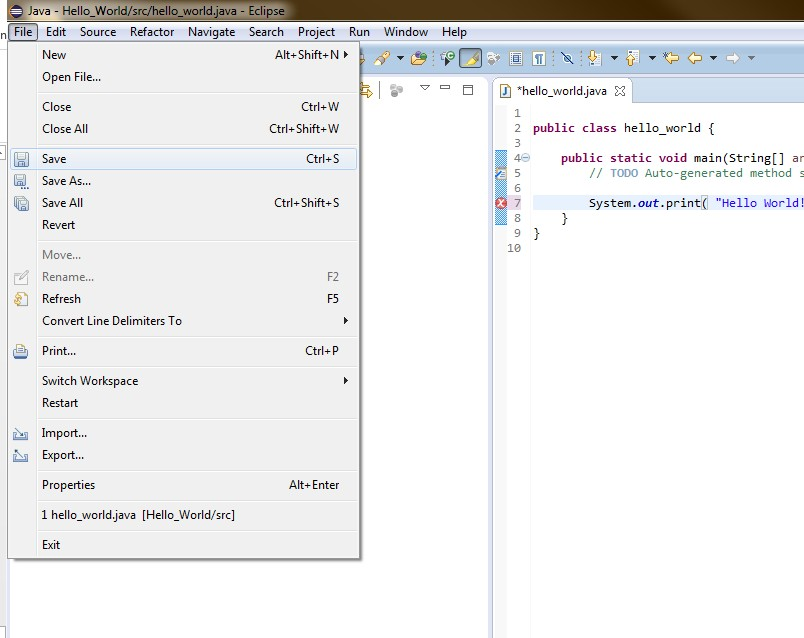 Java - Hello_World/src/hello_world.java - Eclipse
File Edit Source Refactor Navigate Search Project Run Window Help
New Alt+Shift+N
Open File...
Close Ctrl+W
Close All Ctrl+Shift+W
Save Ctrl+S
Save As...
Save All Ctrl+Shift+S
Revert
Move...
Rename... F2
Refresh F5
Convert Line Delimiters To
Print... Ctrl+P
Switch Workspace
Restart
Import...
Export...
Properties Alt+Enter
1 hello_world.java [Hello_World/src]
Exit
*hello_world.java
1
2 public class hello_world {
3
4 public static void main(String[] ar
5 // TODO Auto-generated method s
6
7 System.out.print( "Hello World!
8 }
9 }
10